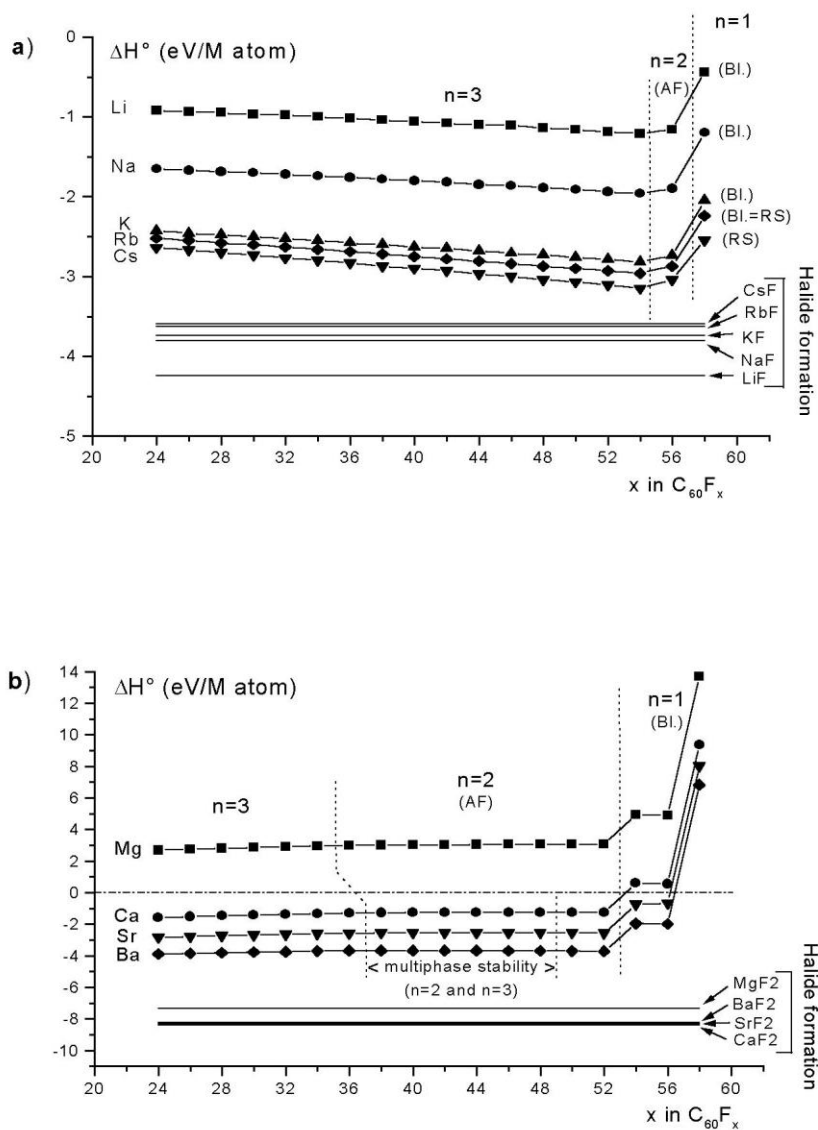 a)
ΔH° (eV/M atom)
n=1
n=2
(AF)
n=3
(Bl.)
(Bl.)
(Bl.)
(Bl.=RS)
(RS)
Li
Na
K
Rb
Cs
CsF
RbF
KF
NaF
LiF
Halide formation
0
-1
-2
-3
-4
-5
20 24 28 32 36 40 44 48 52 56 60
x in C₆₀Fₓ
b)
ΔH° (eV/M atom)
n=1
(Bl.)
n=2
(AF)
n=3
Mg
Ca
Sr
Ba
< multiphase stability >
(n=2 and n=3)
MgF2
BaF2
SrF2
CaF2
Halide formation
14
12
10
8
6
4
2
0
-2
-4
-6
-8
-10
20 24 28 32 36 40 44 48 52 56 60
x in C₆₀Fₓ